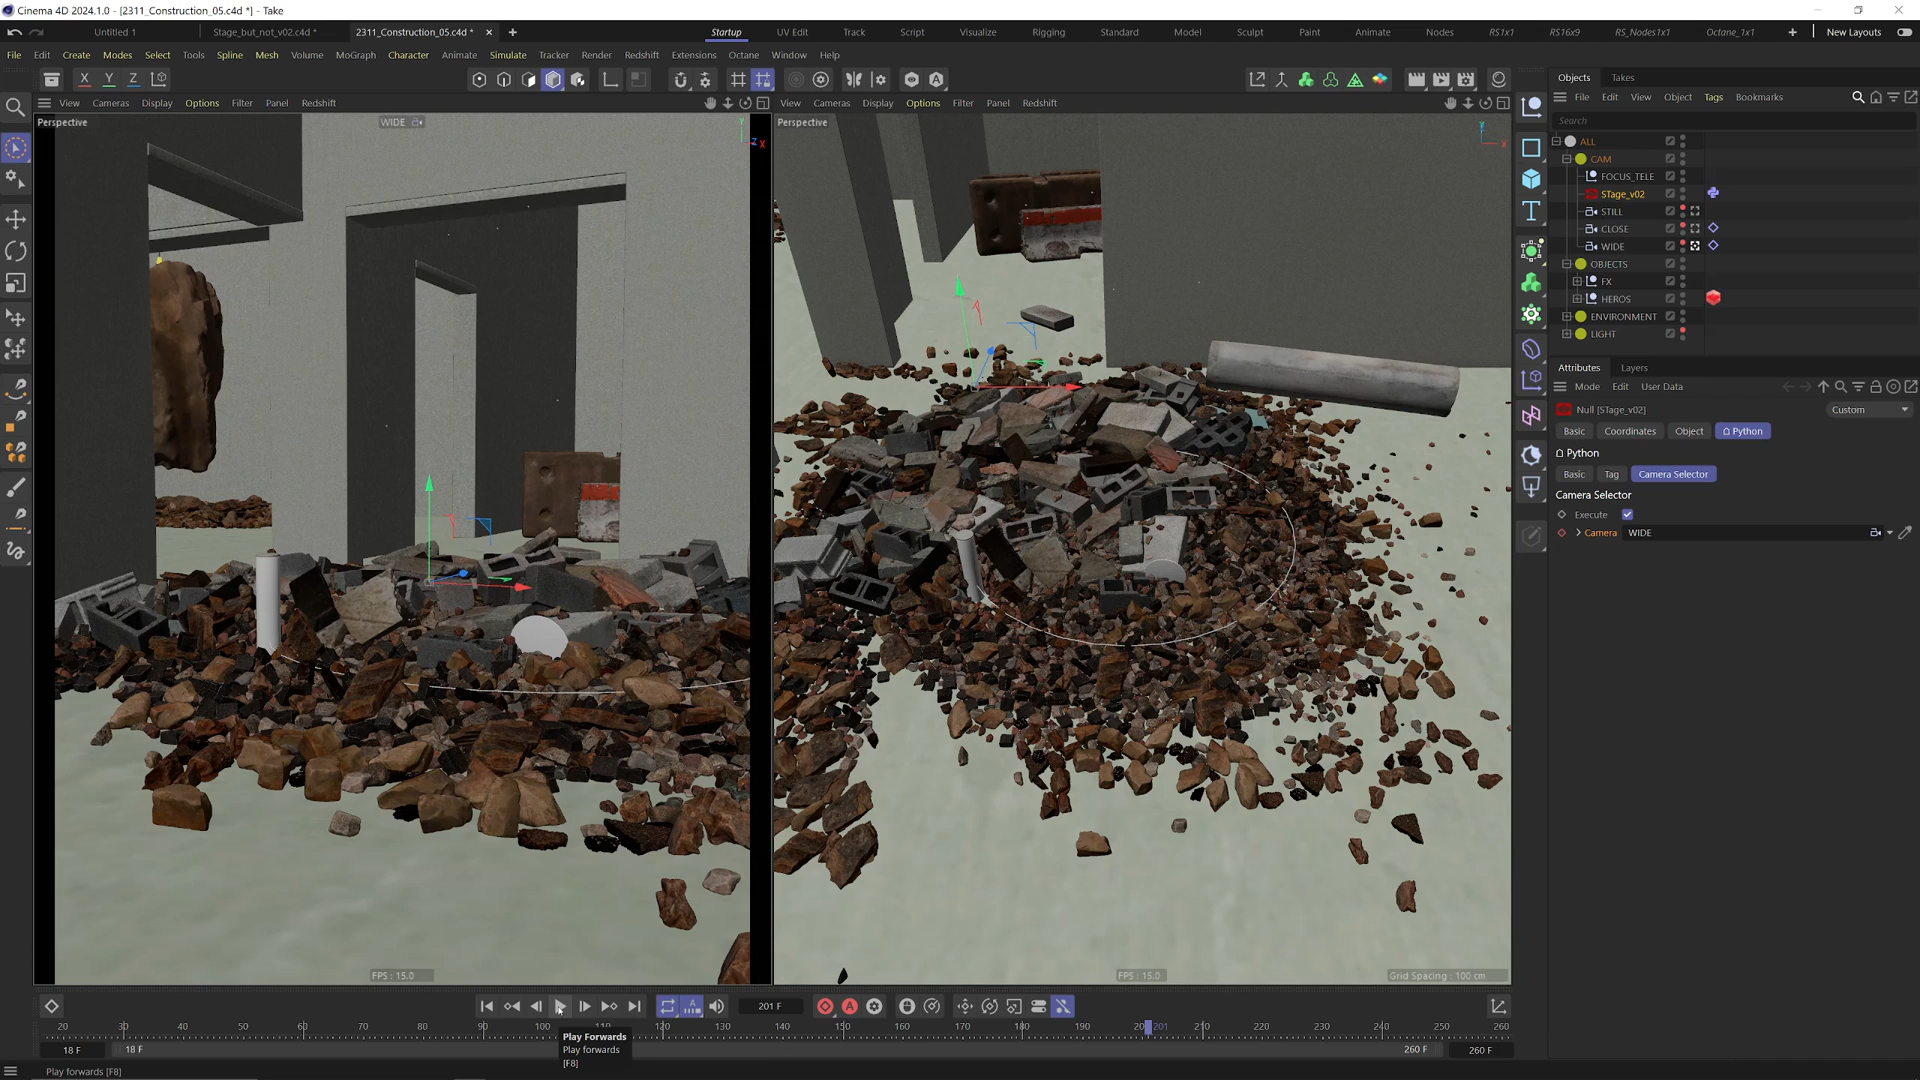 Cinema 4D 2024.1.0 - [2311_Construction_05.c4d *] - Take
Untitled 1 Stage_but_not_v02.c4d * 2311_Construction_05.c4d * Startup UV Edit Track Script Visualize Rigging Standard Model Sculpt Paint Animate Nodes RS1x1 RS16x9 RS_Nodes1x1 Octane_1x1 New Layouts
File Edit Create Modes Select Tools Spline Mesh Volume MoGraph Character Animate Simulate Tracker Render Redshift Extensions Octane Window Help
X Y Z
Objects Takes
View Cameras Display Options Filter Panel Redshift
View Cameras Display Options Filter Panel Redshift
File Edit View Object Tags Bookmarks
Search
Perspective WIDE
Perspective
ALL
CAM
FOCUS_TELE
STage_v02
STILL
CLOSE
WIDE
OBJECTS
FX
HEROS
ENVIRONMENT
LIGHT
Attributes Layers
Mode Edit User Data
Null [STage_v02] Custom
Basic Coordinates Object Python
Python
Basic Tag Camera Selector
Camera Selector
Execute
Camera WIDE
FPS : 15.0
FPS : 15.0
Grid Spacing : 100 cm
201 F
20 30 40 50 60 70 80 90 100 110 120 130 140 150 160 170 180 190 200 201 210 220 230 240 250 260
18 F 18 F 260 F 260 F
Play Forwards
Play forwards
[F8]
Play forwards [F8]